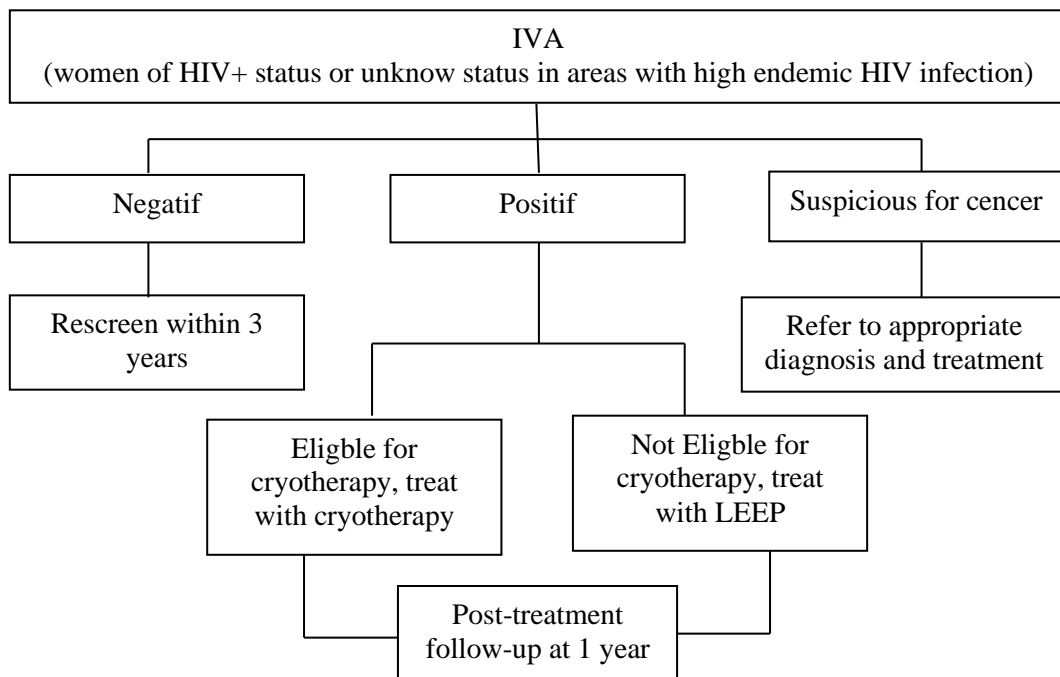 IVA
(women of HIV+ status or unknow status in areas with high endemic HIV infection)
Negatif
Positif
Suspicious for cencer
Rescreen within 3
years
Refer to appropriate
diagnosis and treatment
Eligble for
cryotherapy, treat
with cryotherapy
Not Eligble for
cryotherapy, treat
with LEEP
Post-treatment
follow-up at 1 year